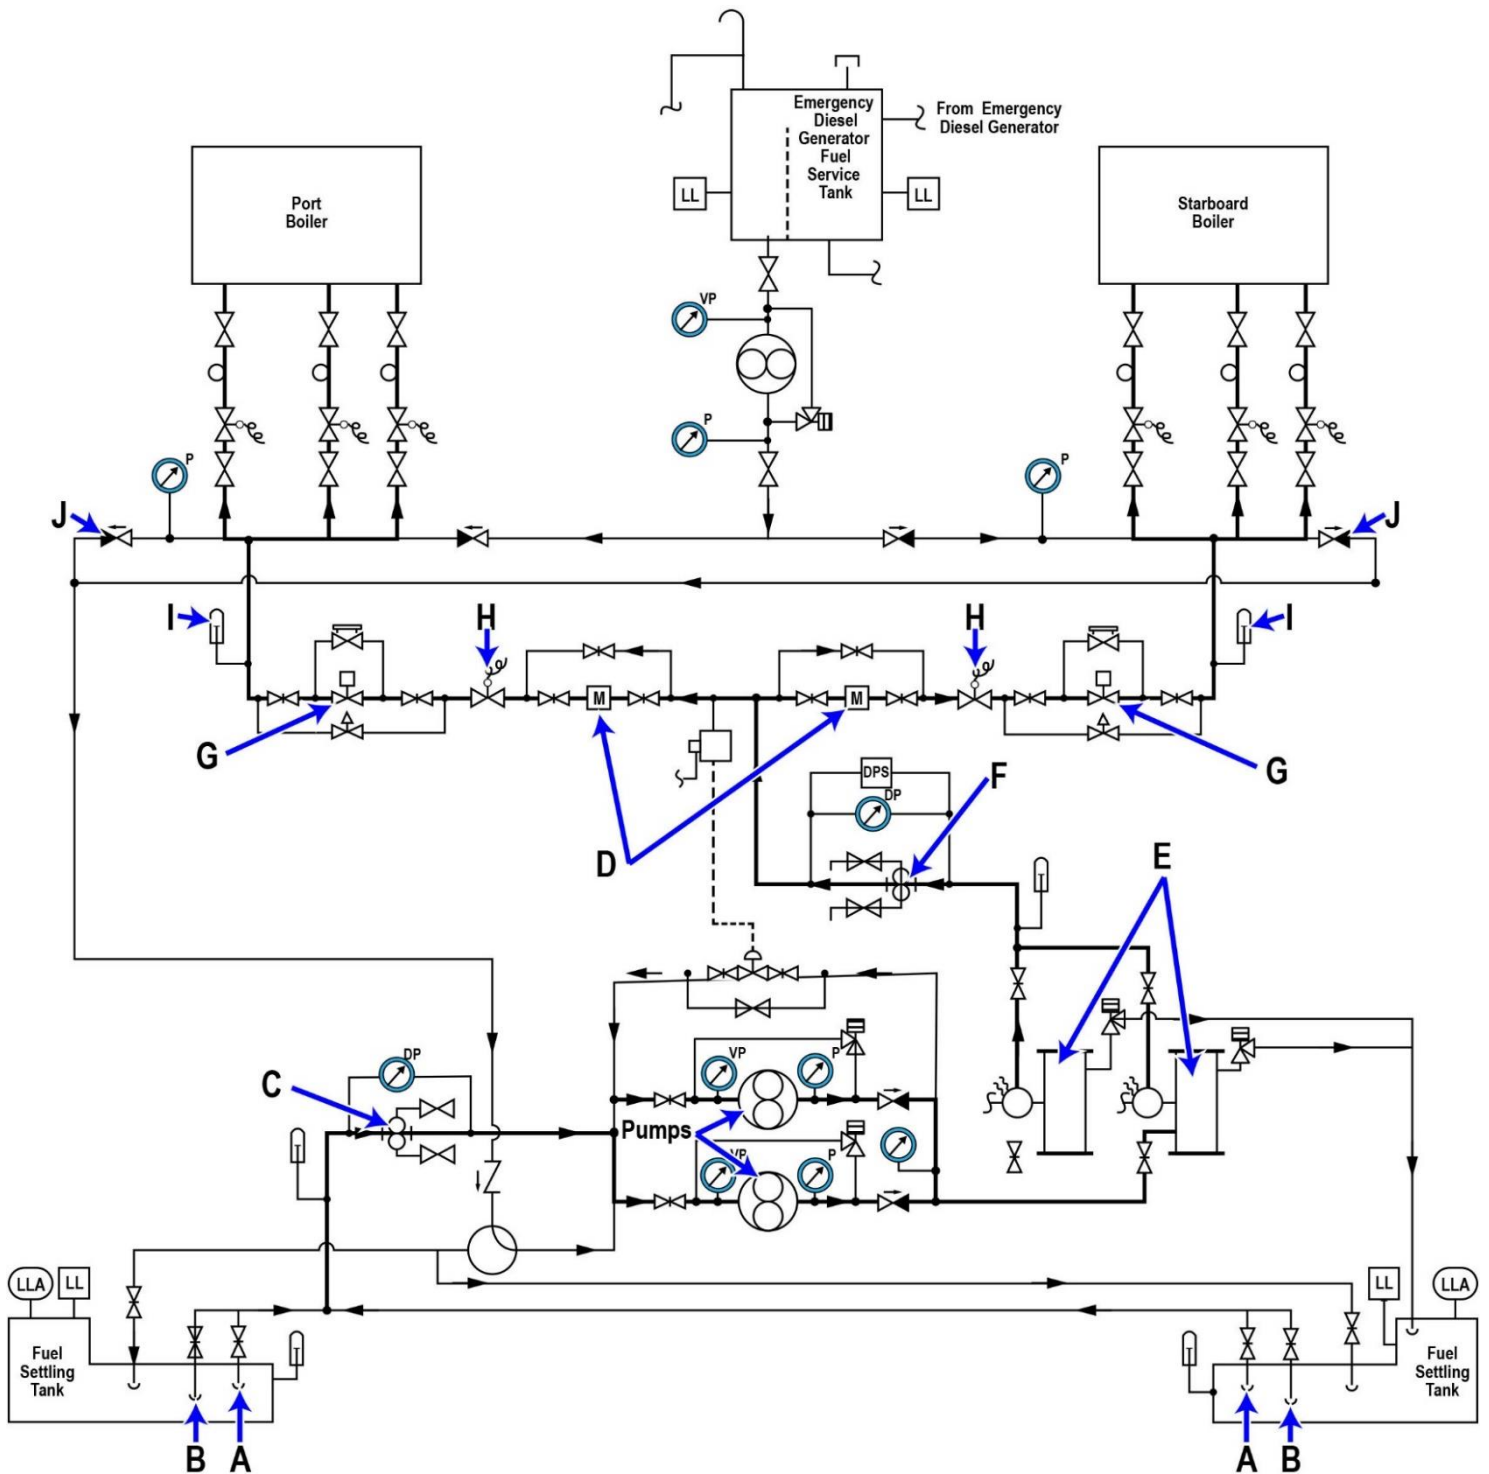 Emergency
Diesel
Generator
Fuel
Service
Tank
From Emergency
Diesel Generator
Port
Boiler
Starboard
Boiler
LL
LL
VP
P
P
P
J
J
I
H
H
I
M
M
G
G
DPS
DP
F
D
E
DP
C
VP
P
Pumps
VP
P
LLA
LL
LL
LLA
Fuel
Settling
Tank
Fuel
Settling
Tank
B
A
A
B